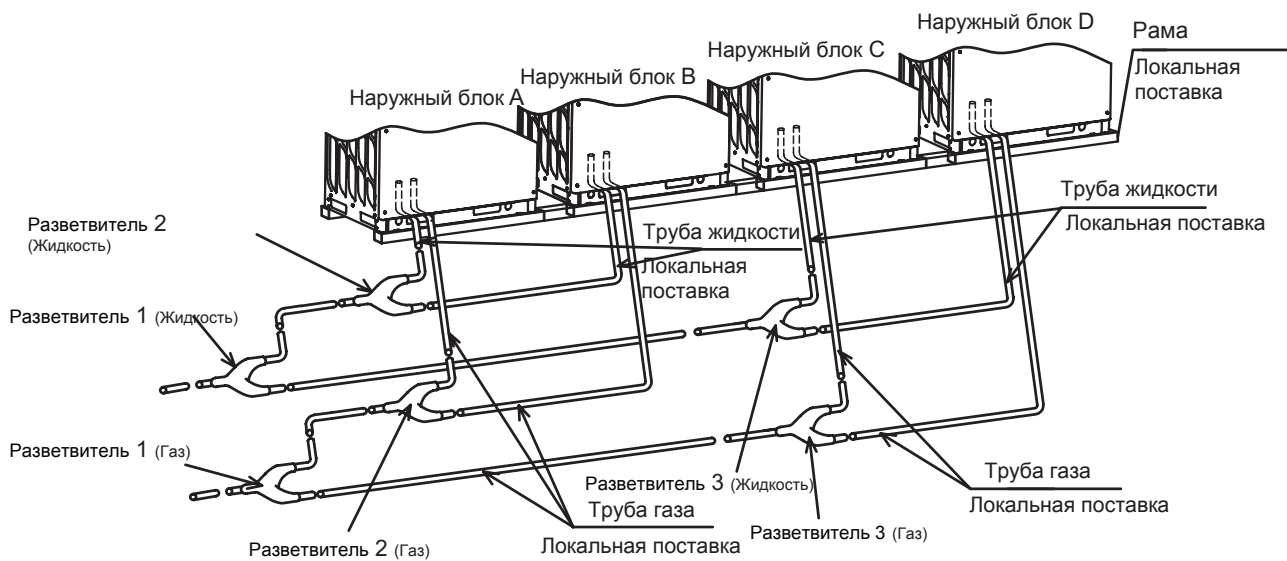 Наружный блок D
Рама
Локальная
поставка
Наружный блок C
Наружный блок B
Наружный блок A
Труба жидкости
Локальная поставка
Разветвитель 2
(Жидкость)
Труба жидкости
Локальная
поставка
Разветвитель 1 (Жидкость)
Разветвитель 1 (Газ)
Разветвитель 3 (Жидкость)
Труба газа
Локальная поставка
Труба газа
Локальная поставка
Разветвитель 2 (Газ)
Разветвитель 3 (Газ)